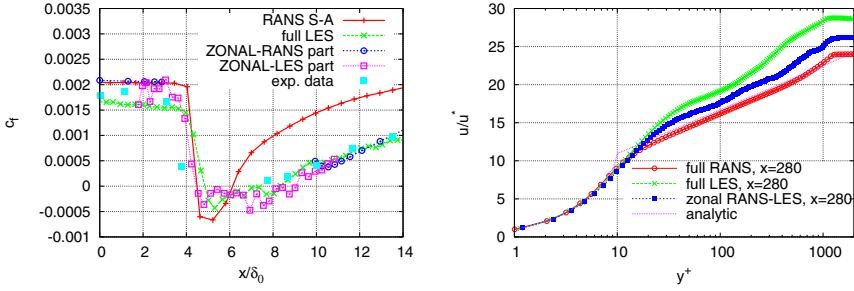 0.0035
0.003
0.0025
0.002
0.0015
0.001
0.0005
0
-0.0005
-0.001
c_f
0 2 4 6 8 10 12 14
x/δ_0
RANS S-A
full LES
ZONAL-RANS part
ZONAL-LES part
exp. data
30
25
20
15
10
5
0
u/u^*
1 10 100 1000
y^+
full RANS, x=280
full LES, x=280
zonal RANS-LES, x=280
analytic